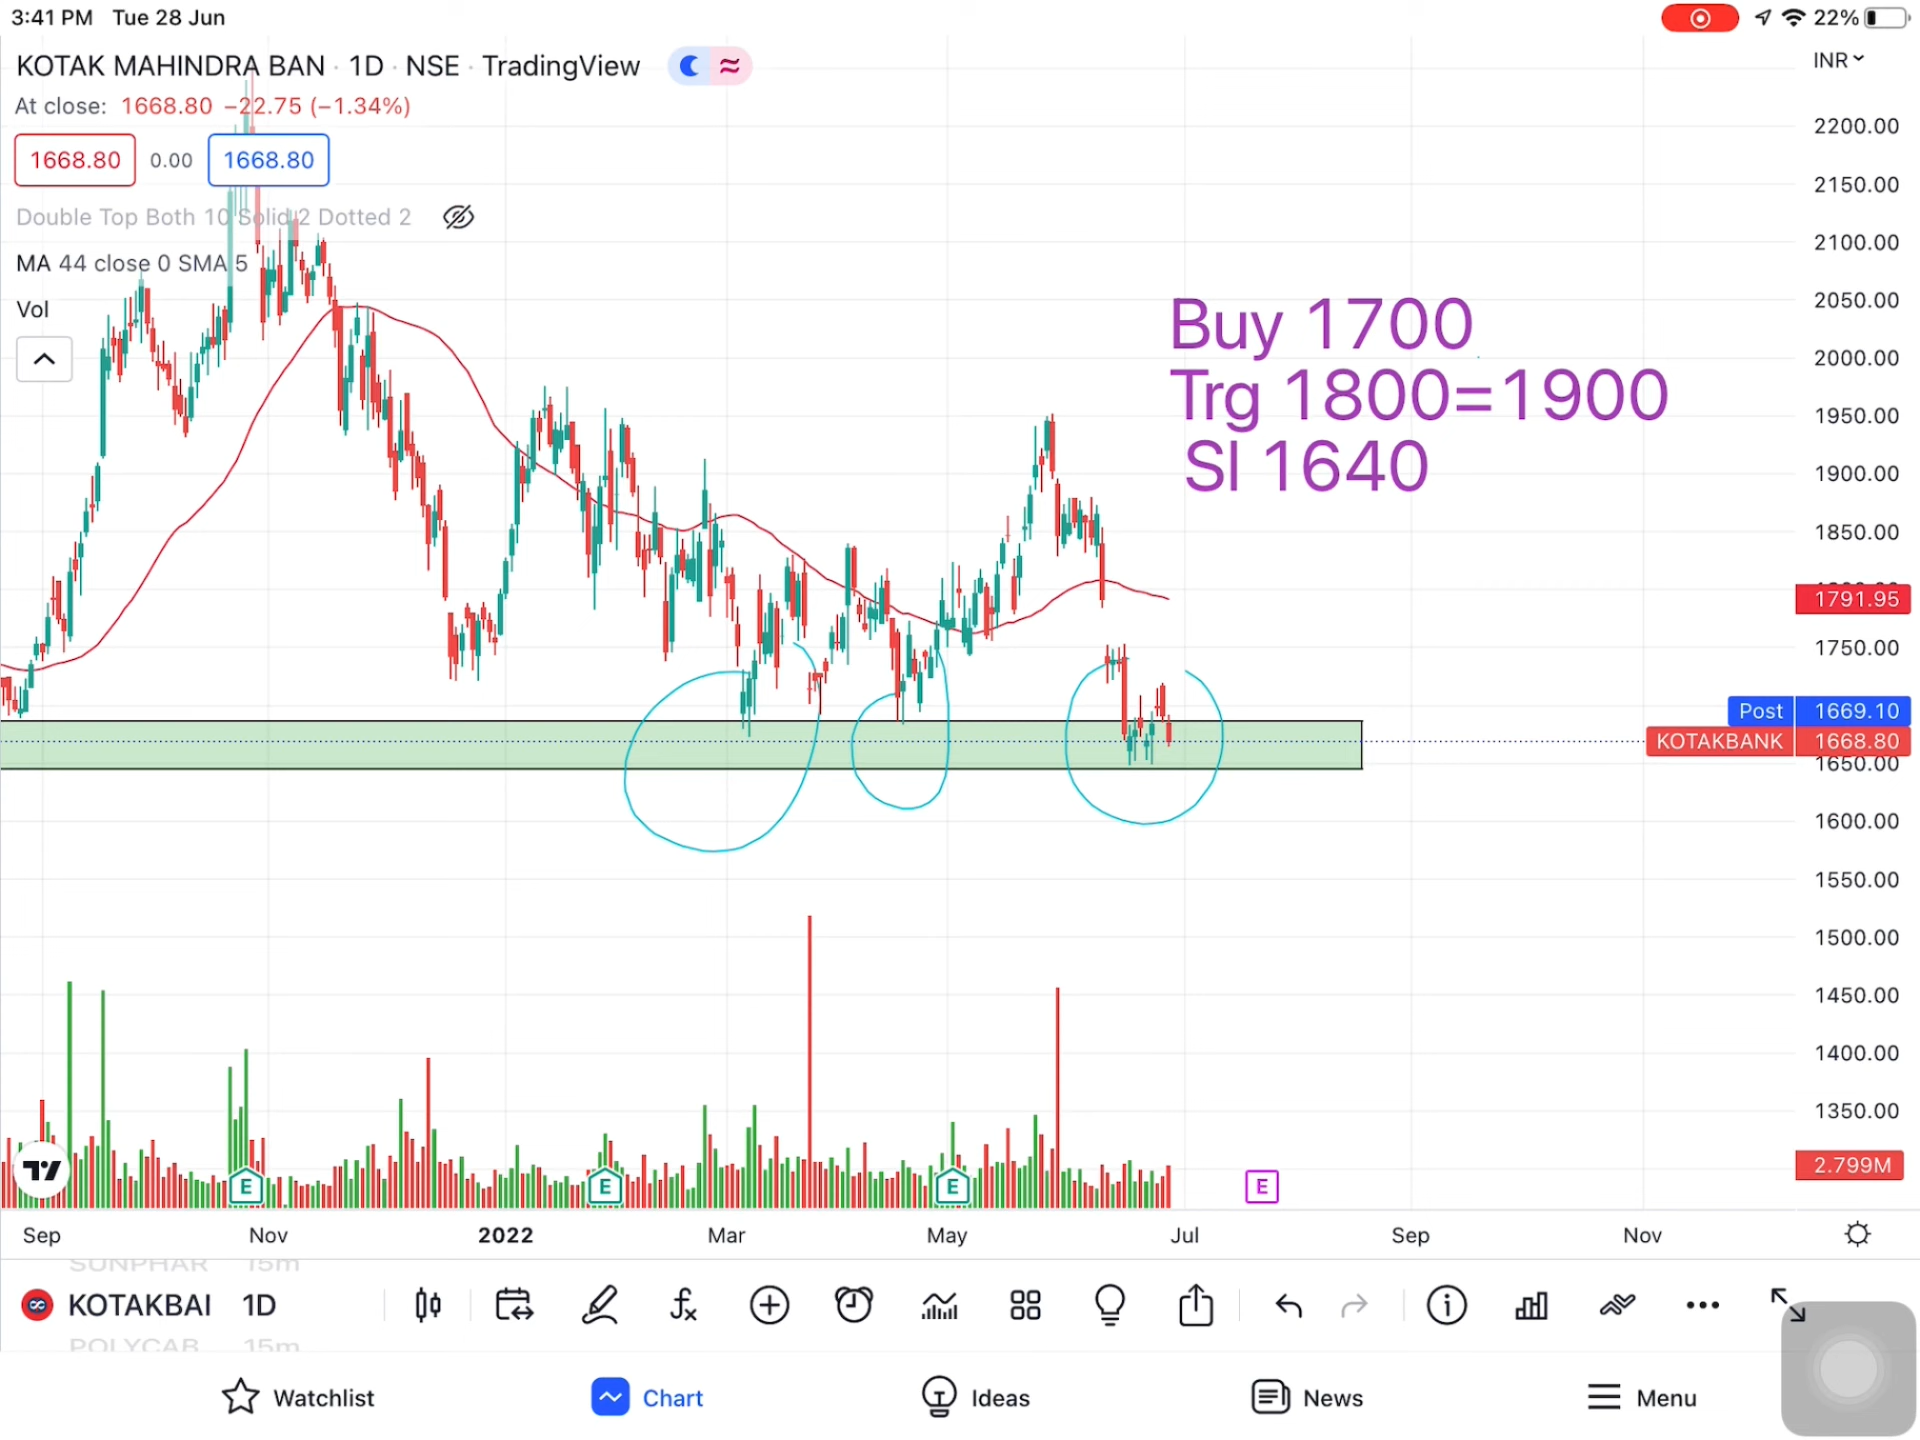 3:41 PM Tue 28 Jun
22%
KOTAK MAHINDRA BAN · 1D · NSE · TradingView
INR
At close: 1668.80 −22.75 (−1.34%)
1668.80 0.00 1668.80
Double Top Both 10 Solid 2 Dotted 2
MA 44 close 0 SMA 5
Vol
Buy 1700
Trg 1800=1900
Sl 1640
2200.00
2150.00
2100.00
2050.00
2000.00
1950.00
1900.00
1850.00
1791.95
1750.00
Post 1669.10
KOTAKBANK 1668.80
1650.00
1600.00
1550.00
1500.00
1450.00
1400.00
1350.00
2.799M
E E E E
Sep Nov 2022 Mar May Jul Sep Nov
SUNPHAR 15m
KOTAKBAI 1D
POLYCAB 15m
Watchlist Chart Ideas News Menu